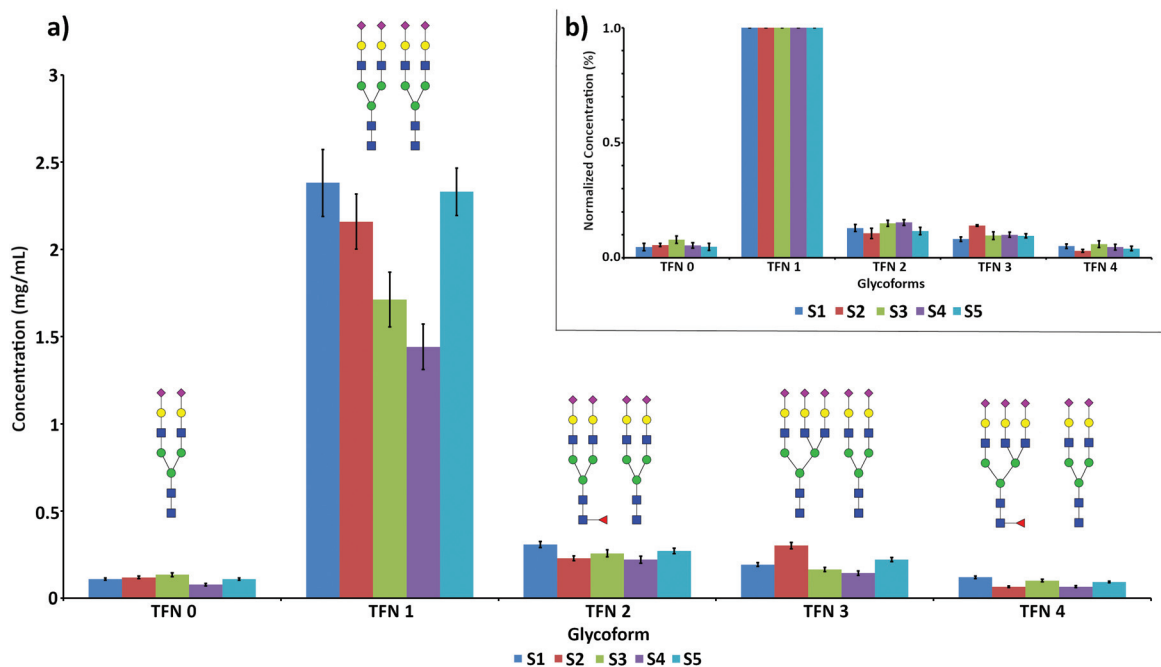 a)
Concentration (mg/mL)
3
2.5
2
1.5
1
0.5
0
TFN 0 TFN 1 TFN 2 TFN 3 TFN 4
Glycoform
S1 S2 S3 S4 S5
b)
Normalized Concentration (%)
1.0
0.5
0.0
TFN 0 TFN 1 TFN 2 TFN 3 TFN 4
Glycoforms
S1 S2 S3 S4 S5